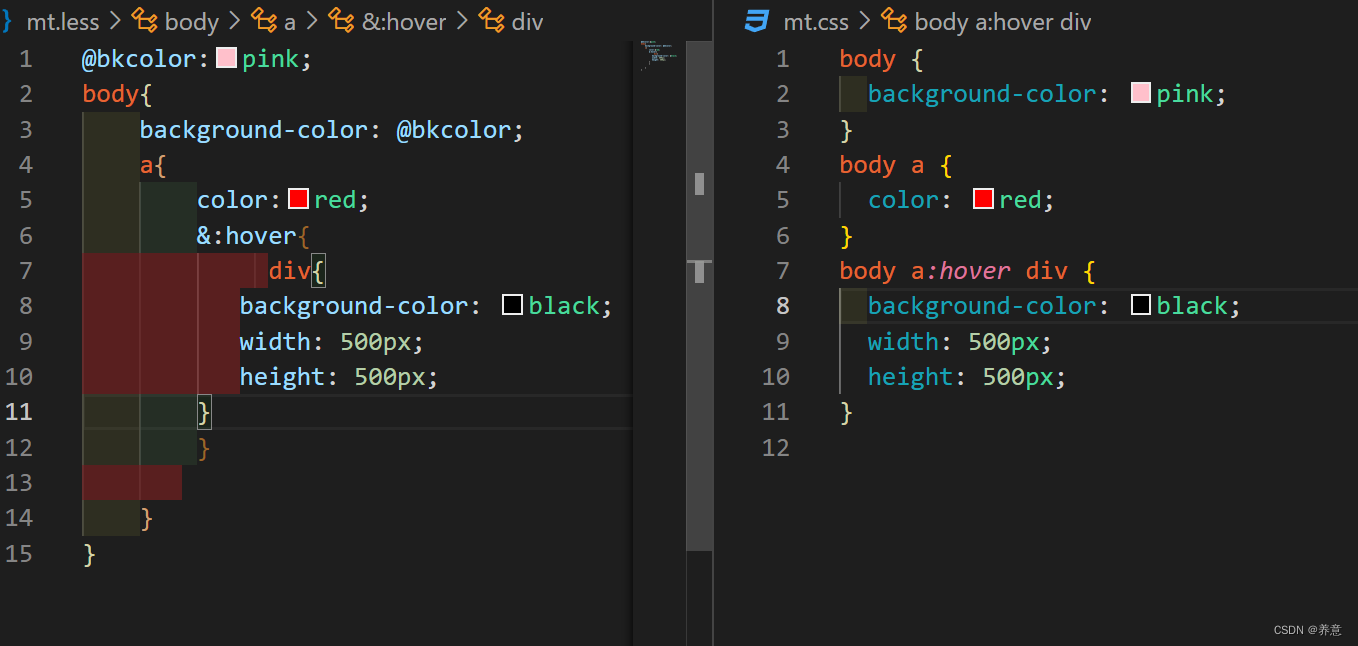 mt.less > body > a > &:hover > div
1 @bkcolor: pink;
2 body{
3 background-color: @bkcolor;
4 a{
5 color: red;
6 &:hover{
7 div{
8 background-color: black;
9 width: 500px;
10 height: 500px;
11 }
12 }
13
14 }
15 }
mt.css > body a:hover div
1 body {
2 background-color: pink;
3 }
4 body a {
5 color: red;
6 }
7 body a:hover div {
8 background-color: black;
9 width: 500px;
10 height: 500px;
11 }
12
CSDN @养意